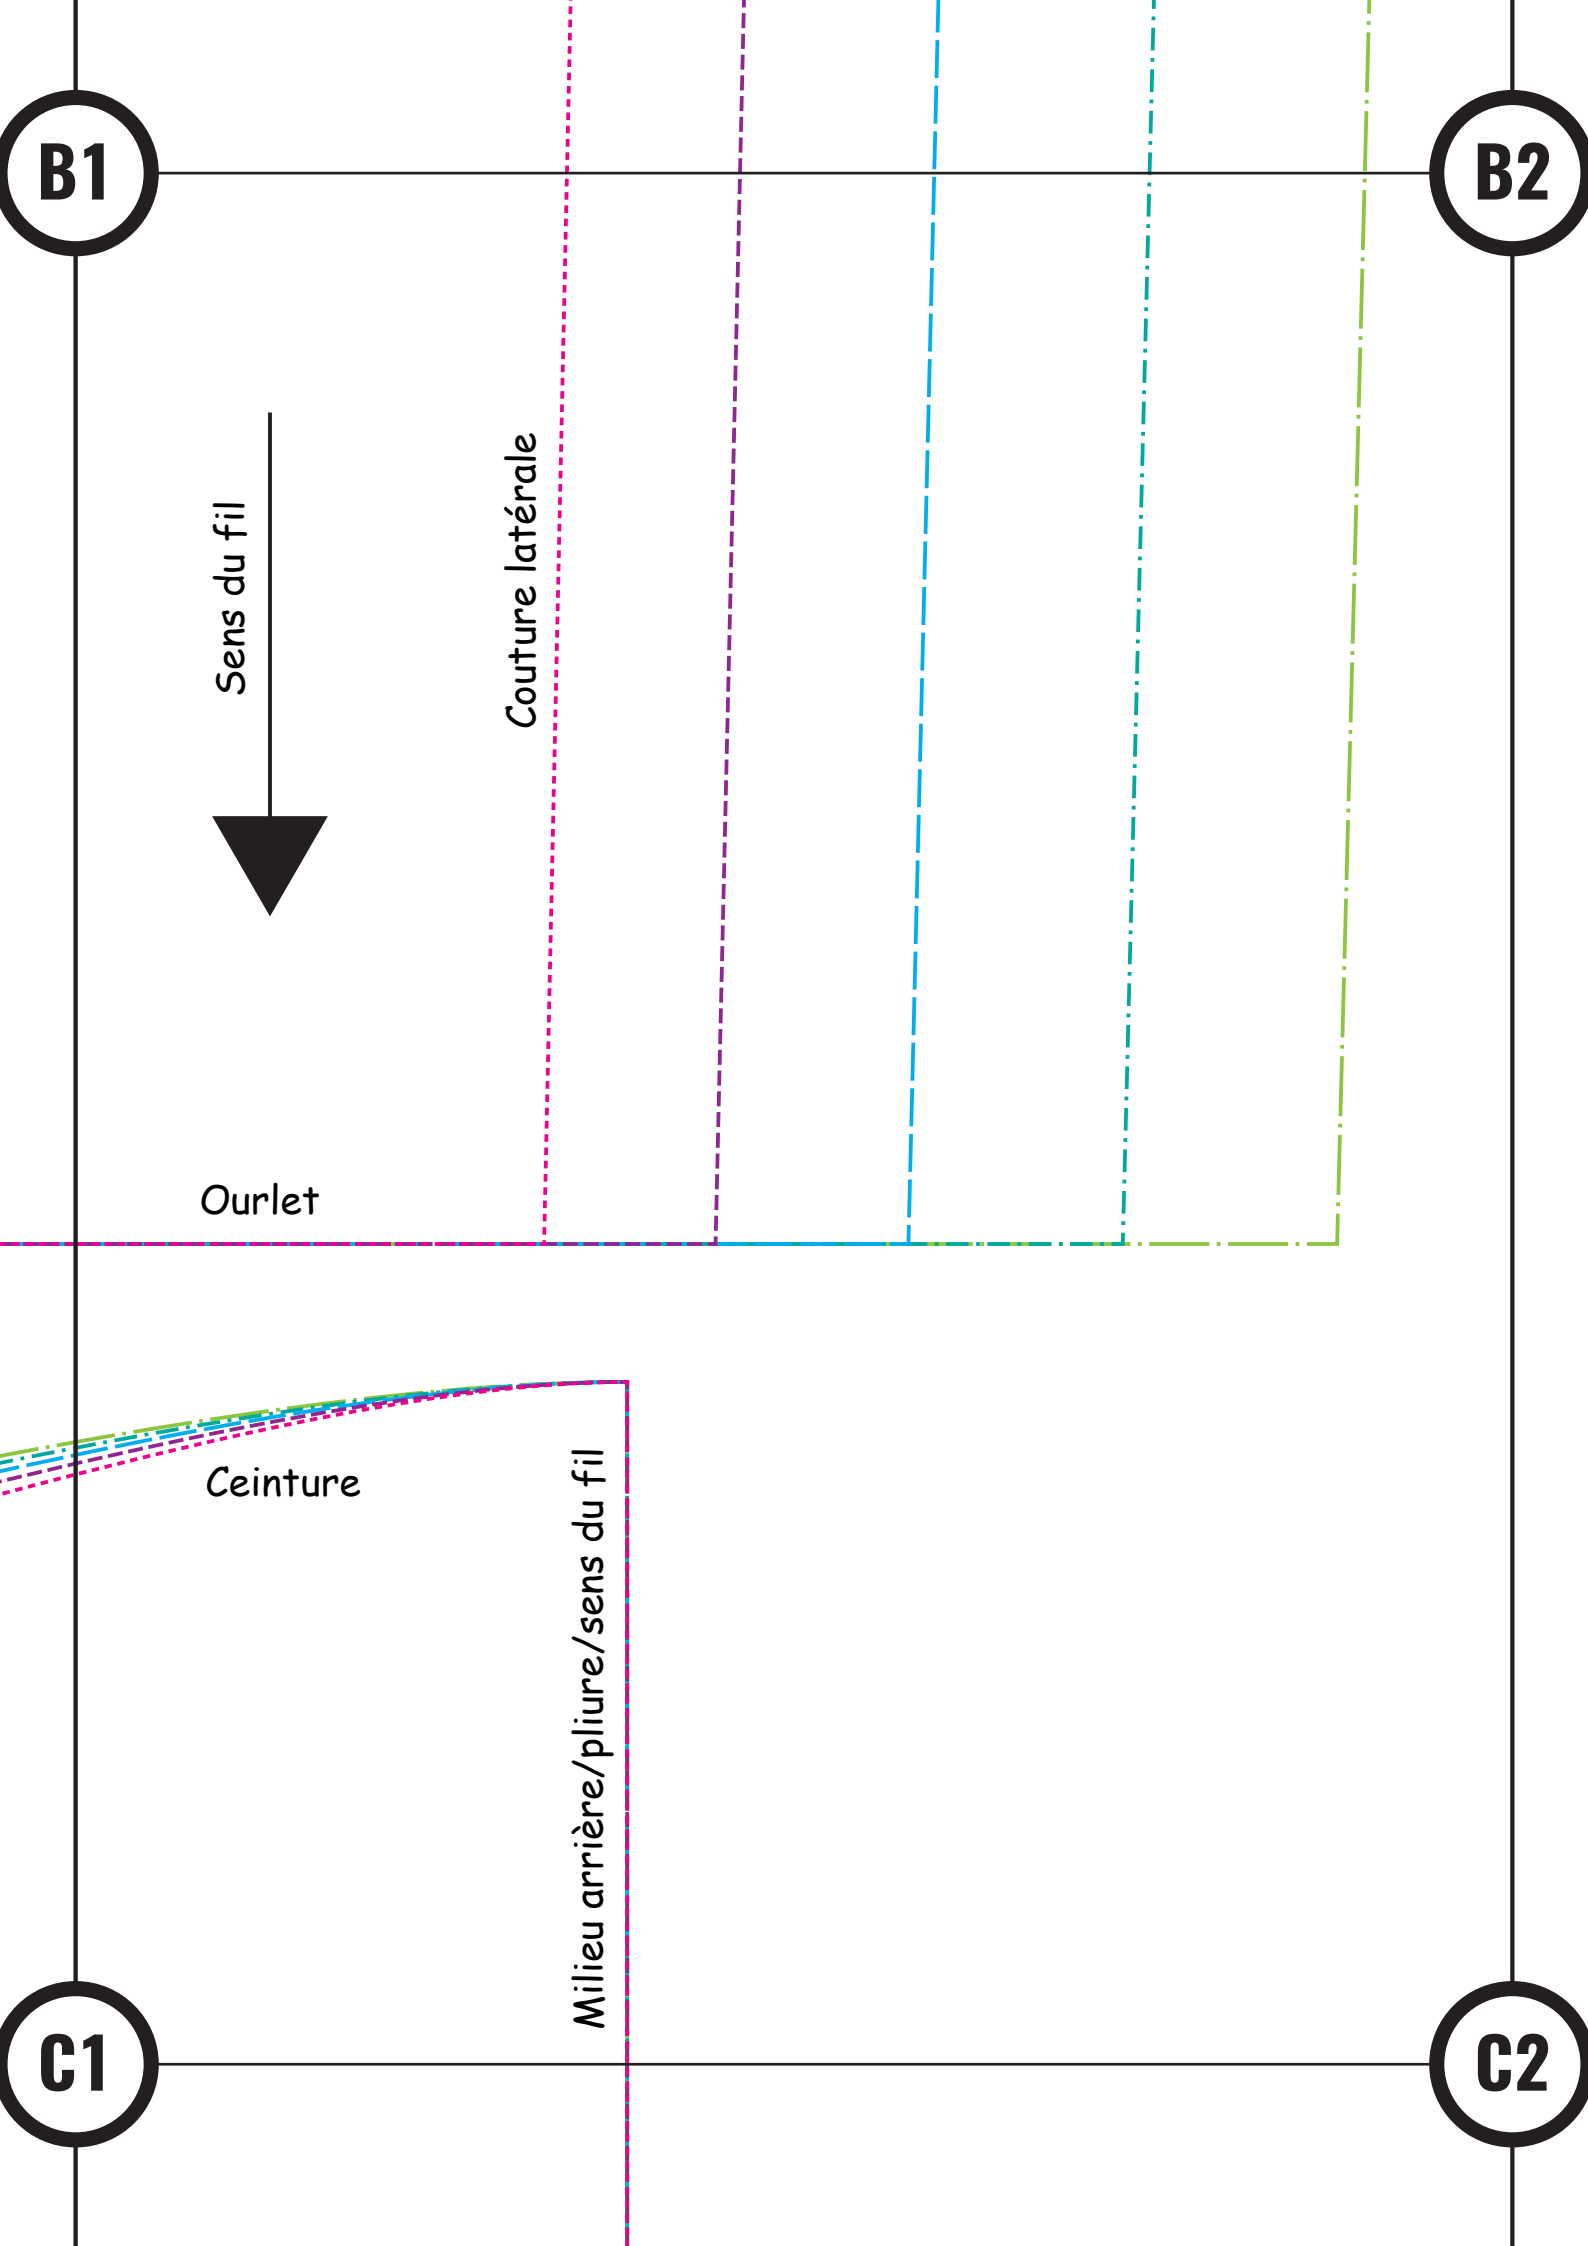 B1
B2
Sens du fil
Couture latérale
Ourlet
Ceinture
Milieu arrière/pliure/sens du fil
C1
C2